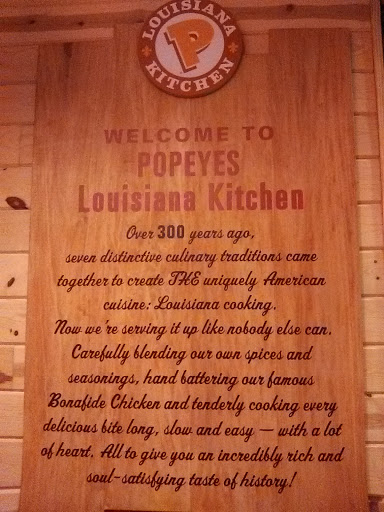 LOUISIANA
P
KITCHEN
WELCOME TO
POPEYES
Louisiana Kitchen
Over 300 years ago,
seven distinctive culinary traditions came
together to create THE uniquely American
cuisine: Louisiana cooking.
Now we're serving it up like nobody else can.
Carefully blending our own spices and
seasonings, hand battering our famous
Bonafide Chicken and tenderly cooking every
delicious bite long, slow and easy — with a lot
of heart. All to give you an incredibly rich and
soul-satisfying taste of history!